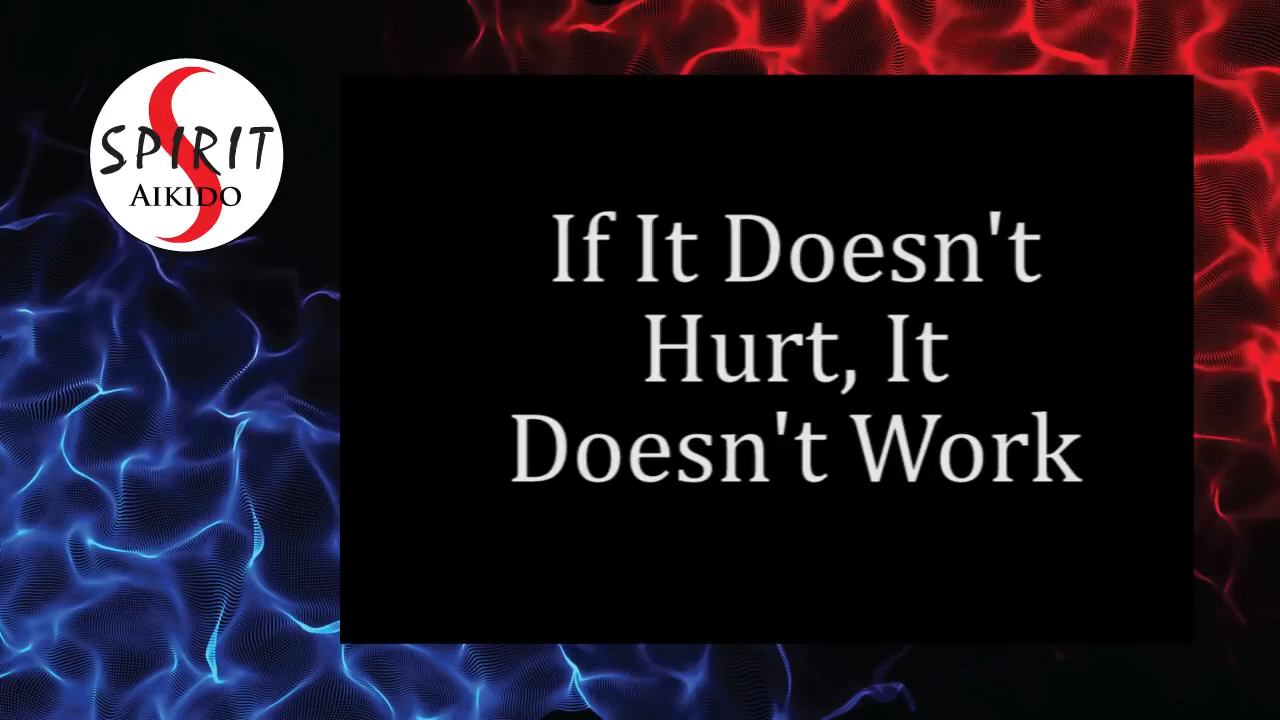 SPIRIT
AIKIDO
If It Doesn't
Hurt, It
Doesn't Work